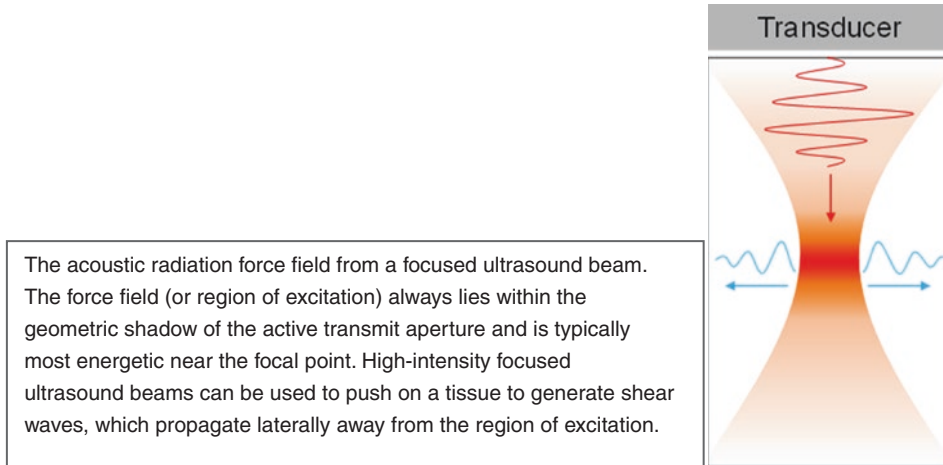 Transducer
The acoustic radiation force field from a focused ultrasound beam.
The force field (or region of excitation) always lies within the
geometric shadow of the active transmit aperture and is typically
most energetic near the focal point. High-intensity focused
ultrasound beams can be used to push on a tissue to generate shear
waves, which propagate laterally away from the region of excitation.